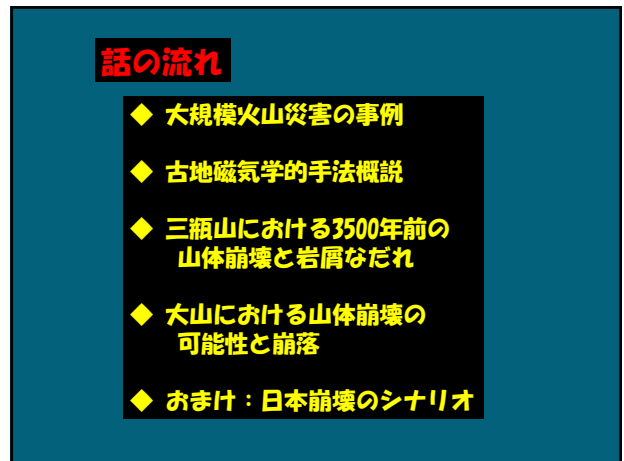 話の流れ
◆ 大規模火山災害の事例
◆ 古地磁気学的手法概説
◆ 三瓶山における3500年前の
山体崩壊と岩屑なだれ
◆ 大山における山体崩壊の
可能性と崩落
◆ おまけ：日本崩壊のシナリオ